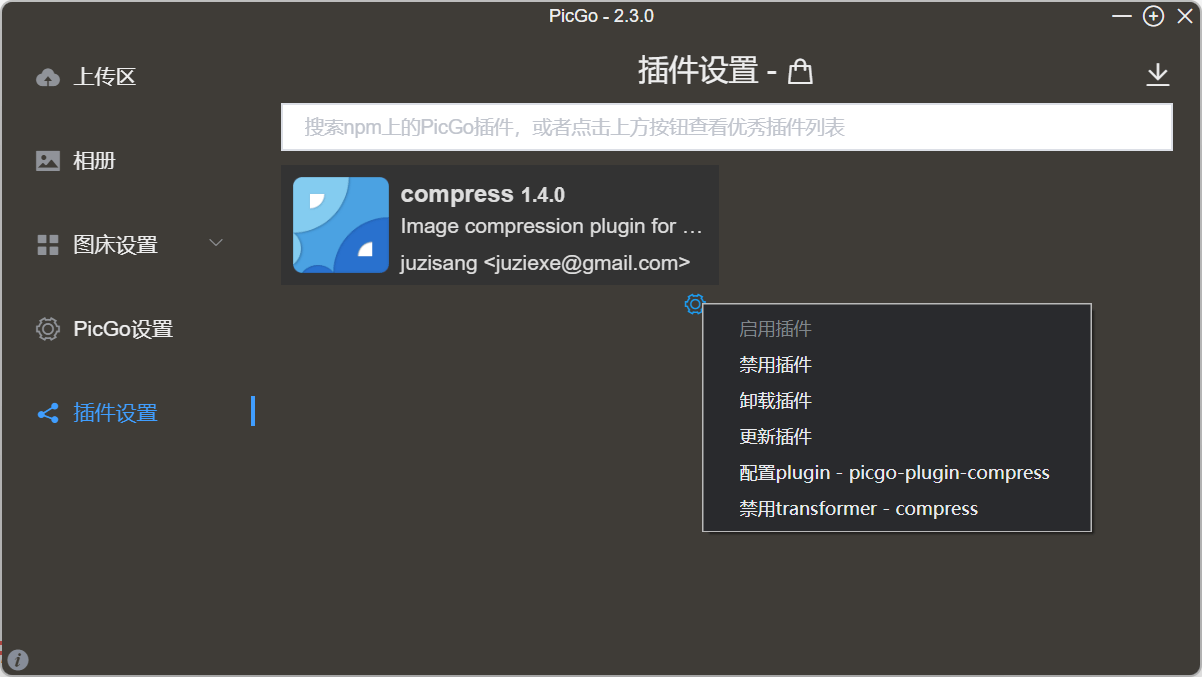 PicGo - 2.3.0
上传区
相册
图床设置
PicGo设置
插件设置
插件设置 -
搜索npm上的PicGo插件，或者点击上方按钮查看优秀插件列表
compress 1.4.0
Image compression plugin for …
juzisang <juziexe@gmail.com>
启用插件
禁用插件
卸载插件
更新插件
配置plugin - picgo-plugin-compress
禁用transformer - compress